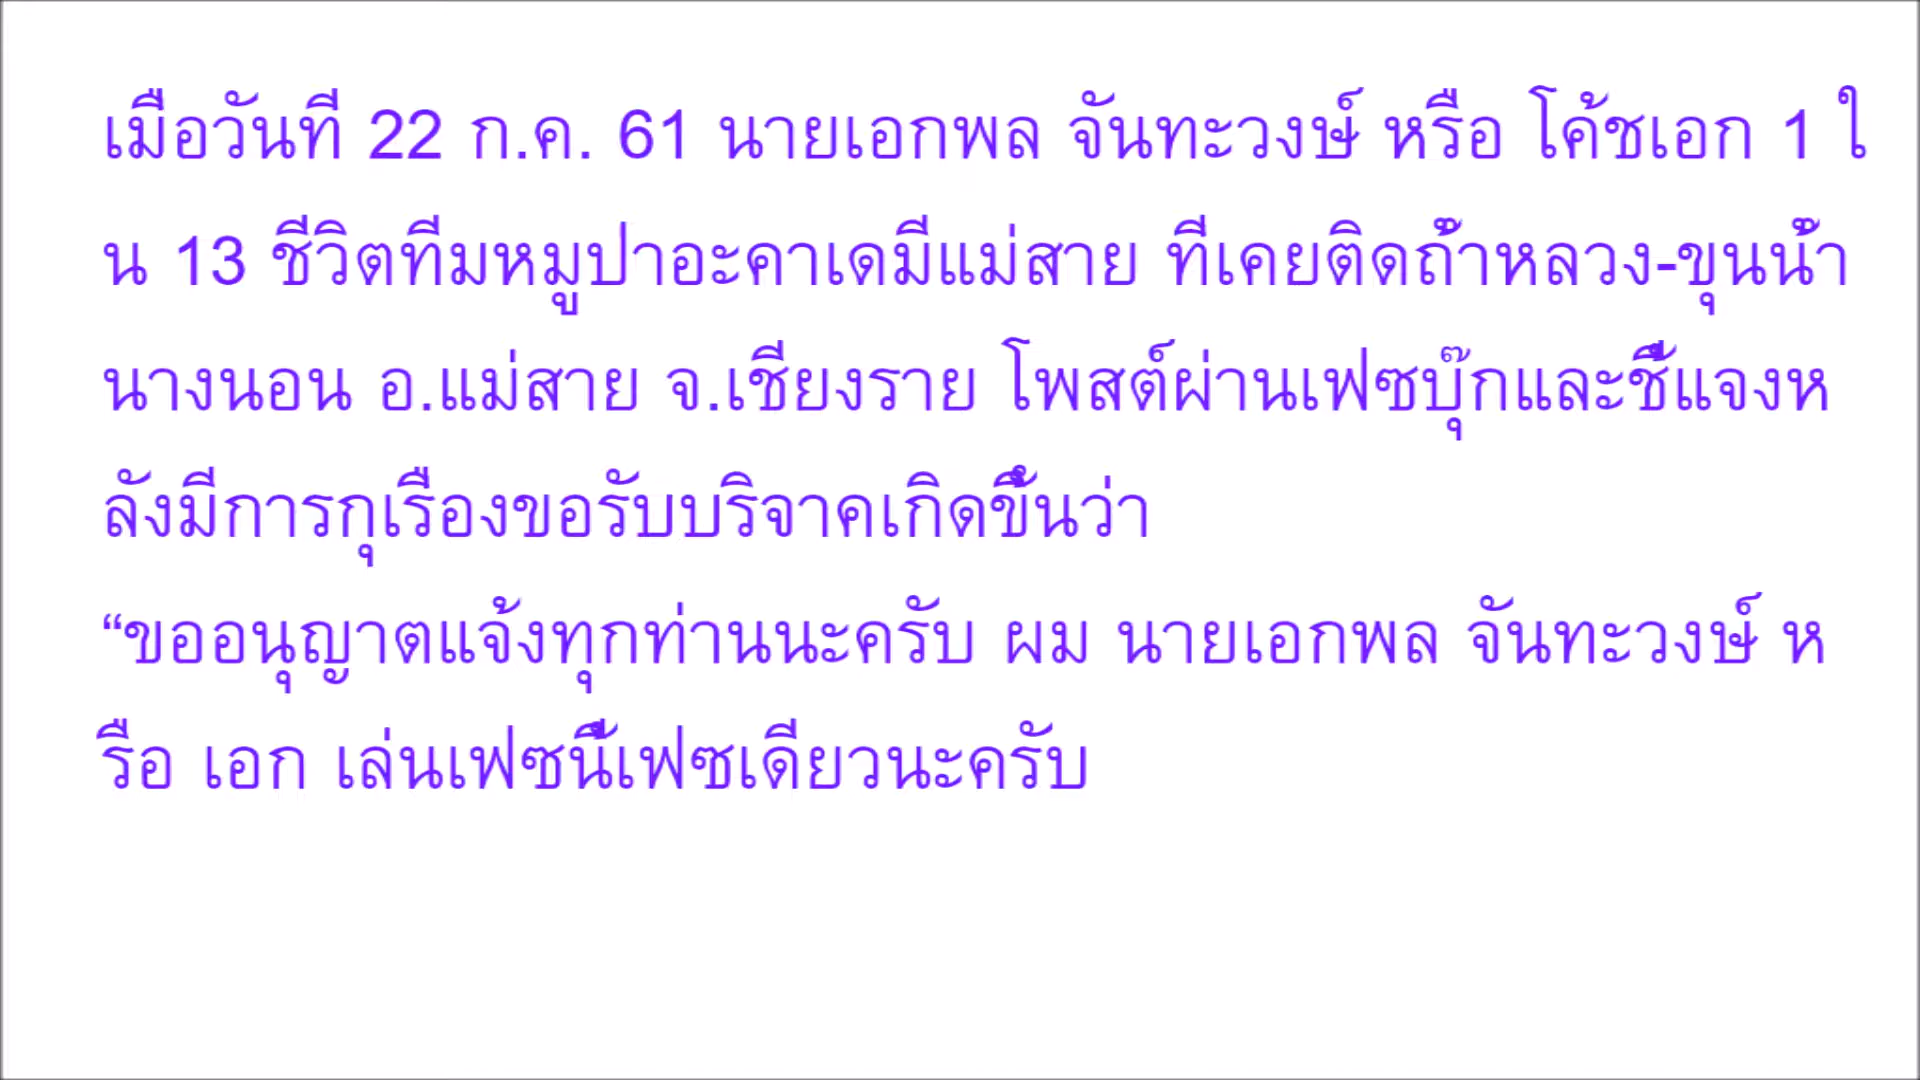 เมื่อวันที่ 22 ก.ค. 61 นายเอกพล จันทะวงษ์ หรือ โค้ชเอก 1 ใ
น 13 ชีวิตทีมหมูป่าอะคาเดมีแม่สาย ที่เคยติดถ้ำหลวง-ขุนน้ำ
นางนอน อ.แม่สาย จ.เชียงราย โพสต์ผ่านเฟซบุ๊กและชี้แจงห
ลังมีการกุเรื่องขอรับบริจาคเกิดขึ้นว่า
“ขออนุญาตแจ้งทุกท่านนะครับ ผม นายเอกพล จันทะวงษ์ ห
รือ เอก เล่นเฟซนี้เฟซเดียวนะครับ